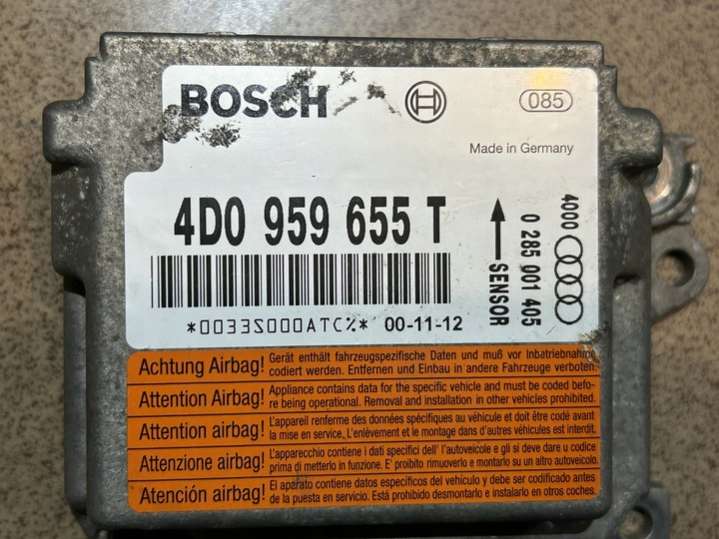 BOSCH
085
Made in Germany
4D0 959 655 T
4000
0 285 001 405
SENSOR
*0033S000ATC%* 00-11-12
Achtung Airbag! Gerät enthält fahrzeugspezifische Daten und muß vor Inbatriebnahme
codiert werden. Entfernen und Einbau in andere Fahrzeuge verboten.
Attention Airbag! Appliance contains data for the specific vehicle and must be coded befo-
re being operational. Removal and installation in other vehicles prohibited.
Attention airbag! L'appareil renferme des données spécifiques au véhicule et doit être codé avant
la mise en service. L'enlèvement et le montage dans d'autres véhicules est interdit.
Attenzione airbag! L'apparecchio contiene i dati specifici dell' l'autoveicolo e gli si deve dare u codice
prima di metterlo in funzione. E' proibito rimuoverlo e montarlo su un altro autoveicolo.
Atención airbag! El aparato contiene datos específicos del vehículo y debe ser codificado antes
de la puesta en servicio. Está prohibido desmontarlo e instalarlo en otros coches.